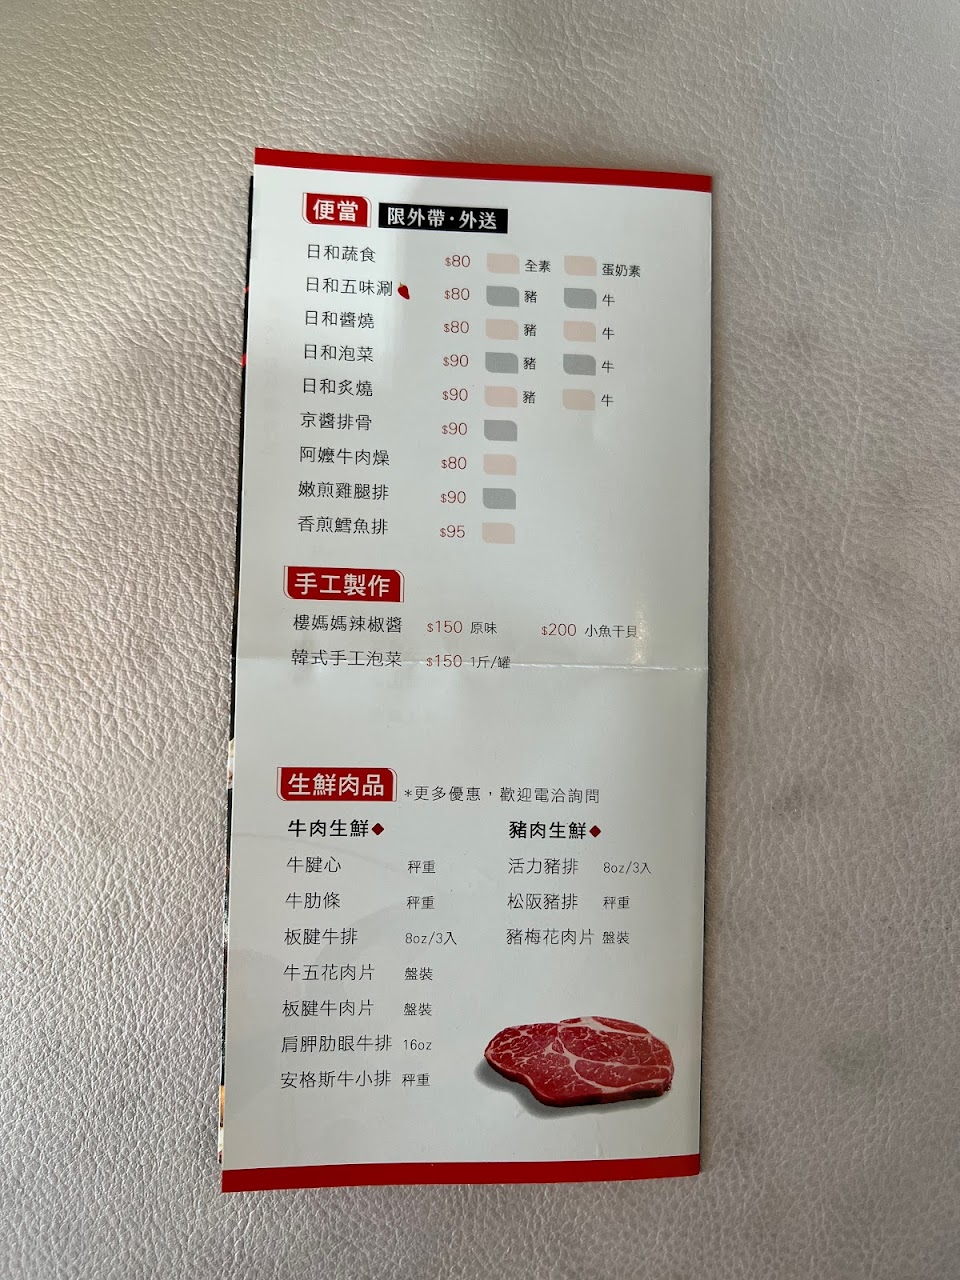 便當 限外帶·外送
日和蔬食 $80 全素 蛋奶素
日和五味涮 $80 豬 牛
日和醬燒 $80 豬 牛
日和泡菜 $90 豬 牛
日和炙燒 $90 豬 牛
京醬排骨 $90
阿嬤牛肉燥 $80
嫩煎雞腿排 $90
香煎鱈魚排 $95
手工製作
樓媽媽辣椒醬 $150 原味 $200 小魚干貝
韓式手工泡菜 $150 1斤/罐
生鮮肉品 *更多優惠，歡迎電洽詢問
牛肉生鮮◆ 豬肉生鮮◆
牛腱心 秤重 活力豬排 8oz/3入
牛肋條 秤重 松阪豬排 秤重
板腱牛排 8oz/3入 豬梅花肉片 盤裝
牛五花肉片 盤裝
板腱牛肉片 盤裝
肩胛肋眼牛排 16oz
安格斯牛小排 秤重